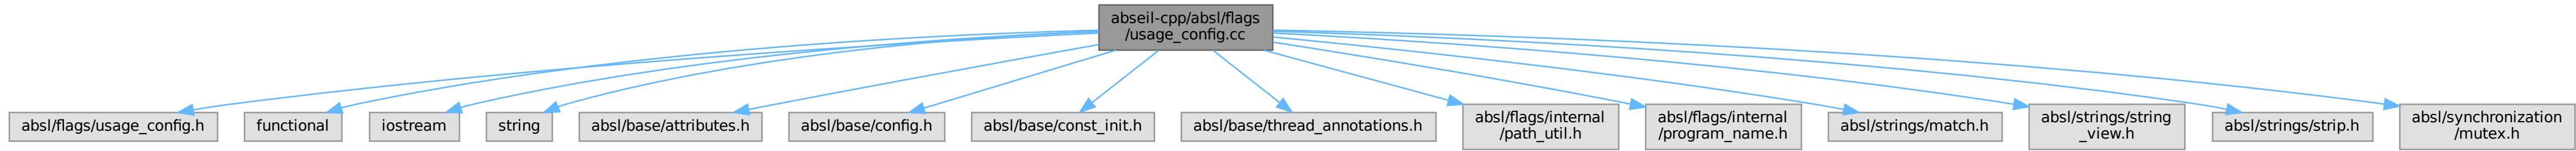 abseil-cpp/absl/flags
/usage_config.cc
absl/flags/usage_config.h
functional
iostream
string
absl/base/attributes.h
absl/base/config.h
absl/base/const_init.h
absl/base/thread_annotations.h
absl/flags/internal
/path_util.h
absl/flags/internal
/program_name.h
absl/strings/match.h
absl/strings/string
_view.h
absl/strings/strip.h
absl/synchronization
/mutex.h